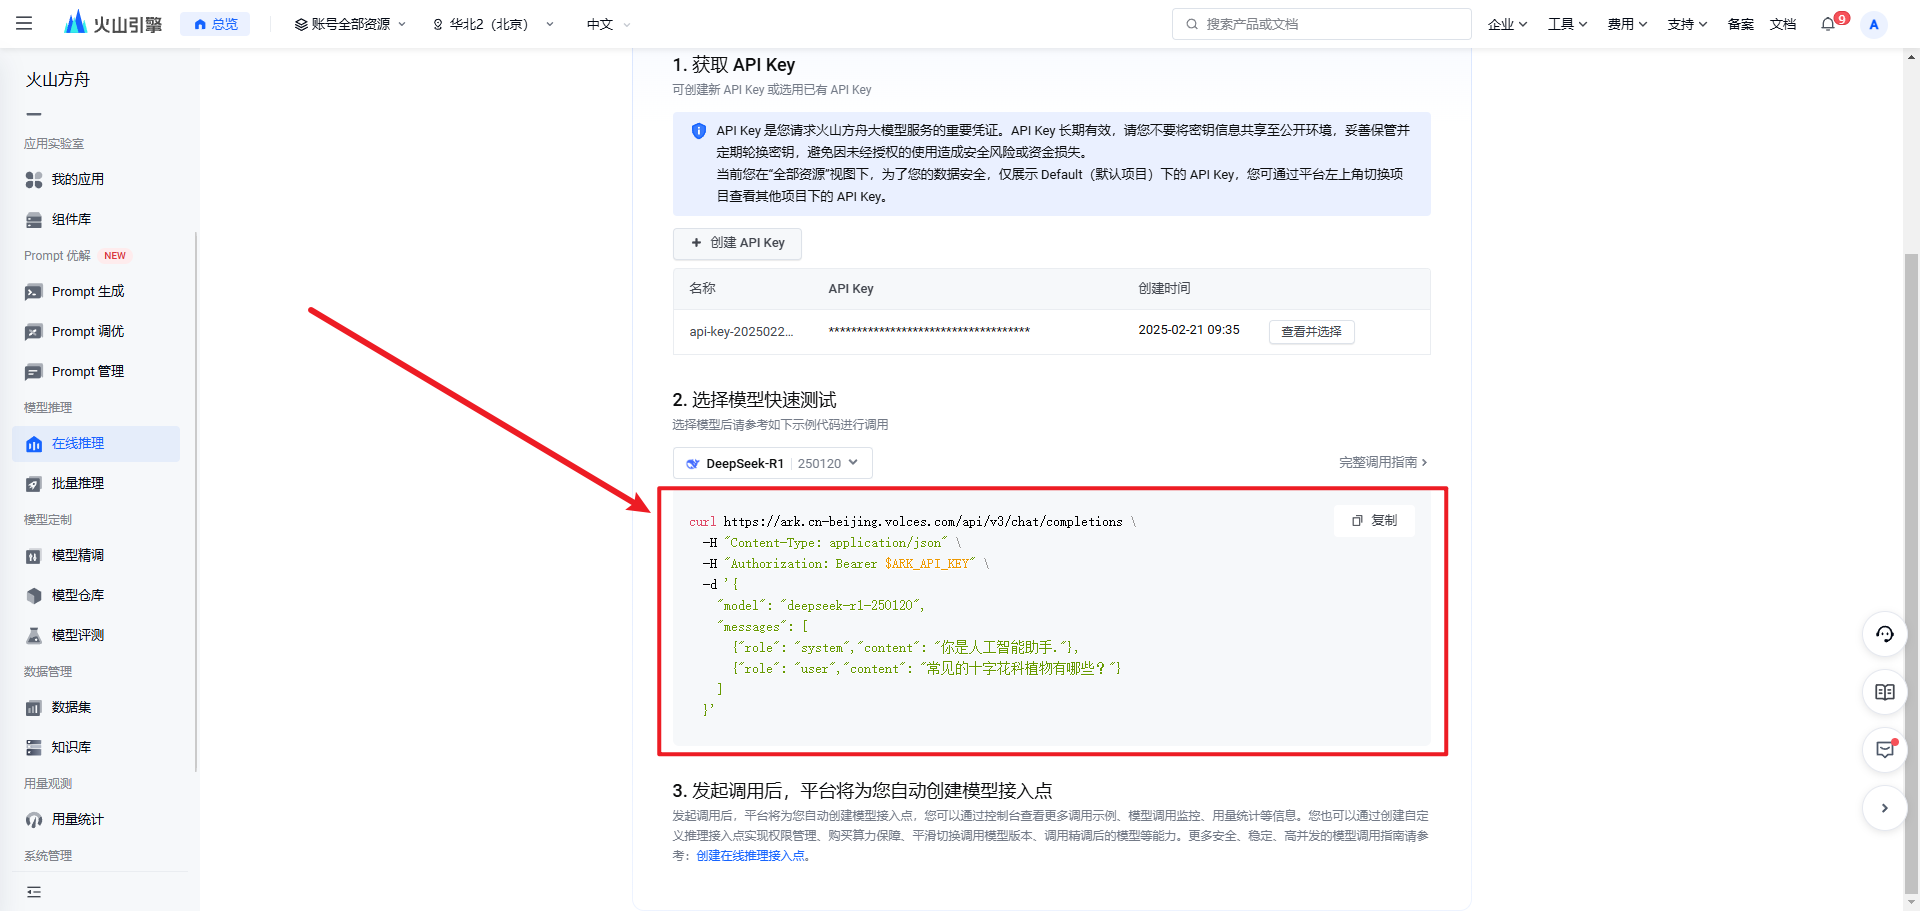 火山引擎
总览
账号全部资源
华北2（北京）
中文
搜索产品或文档
企业
工具
费用
支持
备案
文档
9
A
火山方舟
应用实验室
我的应用
组件库
Prompt 优解 NEW
Prompt 生成
Prompt 调优
Prompt 管理
模型推理
在线推理
批量推理
模型定制
模型精调
模型仓库
模型评测
数据管理
数据集
知识库
用量观测
用量统计
系统管理
1. 获取 API Key
可创建新 API Key 或选用已有 API Key
API Key 是您请求火山方舟大模型服务的重要凭证。API Key 长期有效，请您不要将密钥信息共享至公开环境，妥善保管并
定期轮换密钥，避免因未经授权的使用造成安全风险或资金损失。
当前您在“全部资源”视图下，为了您的数据安全，仅展示 Default（默认项目）下的 API Key，您可通过平台左上角切换项
目查看其他项目下的 API Key。
+ 创建 API Key
名称 API Key 创建时间
api-key-2025022... ************************************ 2025-02-21 09:35 查看并选择
2. 选择模型快速测试
选择模型后请参考如下示例代码进行调用
DeepSeek-R1 | 250120
完整调用指南
curl https://ark.cn-beijing.volces.com/api/v3/chat/completions \
复制
-H "Content-Type: application/json" \
-H "Authorization: Bearer $ARK_API_KEY" \
-d '{
"model": "deepseek-r1-250120",
"messages": [
{"role": "system","content": "你是人工智能助手."},
{"role": "user","content": "常见的十字花科植物有哪些？"}
]
}'
3. 发起调用后，平台将为您自动创建模型接入点
发起调用后，平台将为您自动创建模型接入点，您可以通过控制台查看更多调用示例、模型调用监控、用量统计等信息。您也可以通过创建自定
义推理接入点实现权限管理、购买算力保障、平滑切换调用模型版本、调用精调后的模型等能力。更多安全、稳定、高并发的模型调用指南请参
考：创建在线推理接入点。